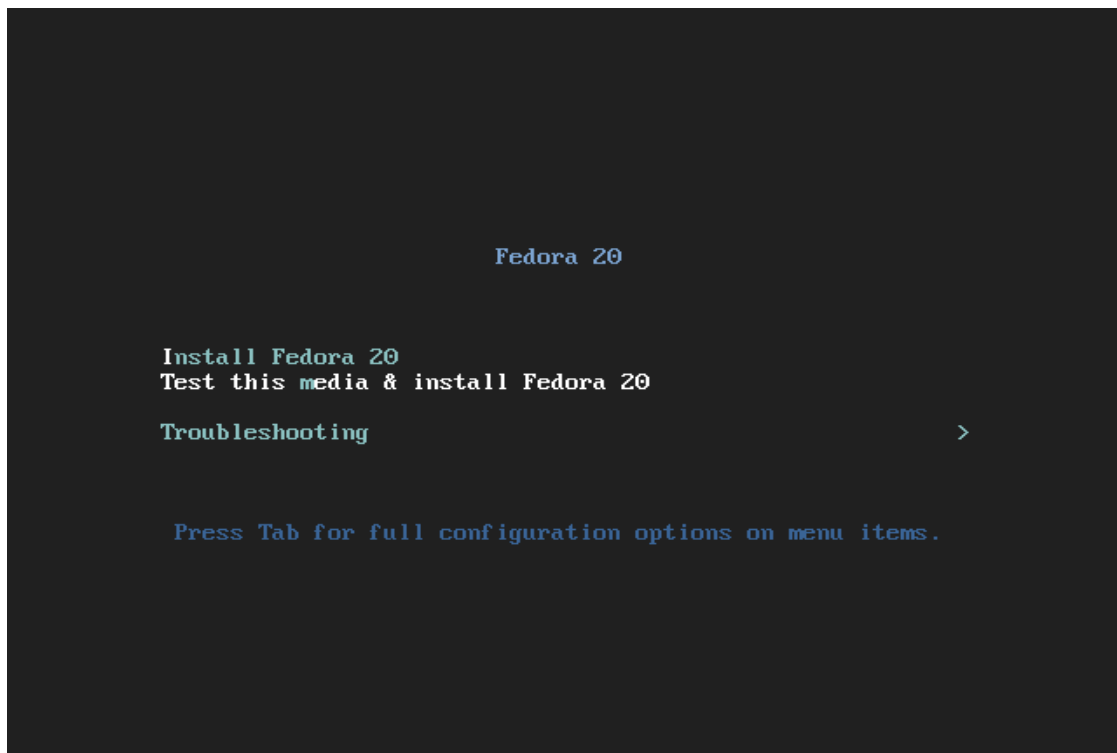 Fedora 20
Install Fedora 20
Test this media & install Fedora 20
Troubleshooting >
Press Tab for full configuration options on menu items.